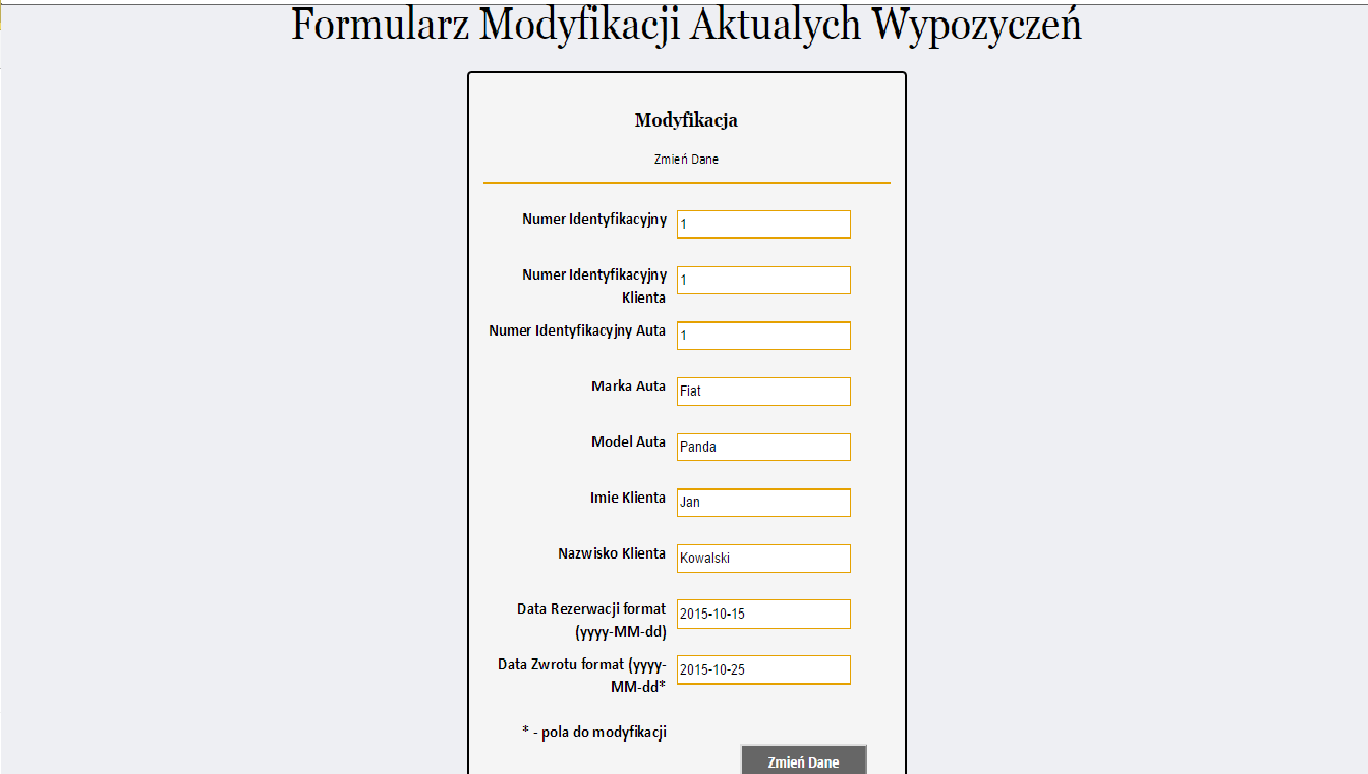 Formularz Modyfikacji Aktualych Wypozyczeń
Modyfikacja
Zmień Dane
Numer Identyfikacyjny
1
Numer Identyfikacyjny
Klienta
1
Numer Identyfikacyjny Auta
1
Marka Auta
Fiat
Model Auta
Panda
Imie Klienta
Jan
Nazwisko Klienta
Kowalski
Data Rezerwacji format
(yyyy-MM-dd)
2015-10-15
Data Zwrotu format (yyyy-
MM-dd*
2015-10-25
* - pola do modyfikacji
Zmień Dane